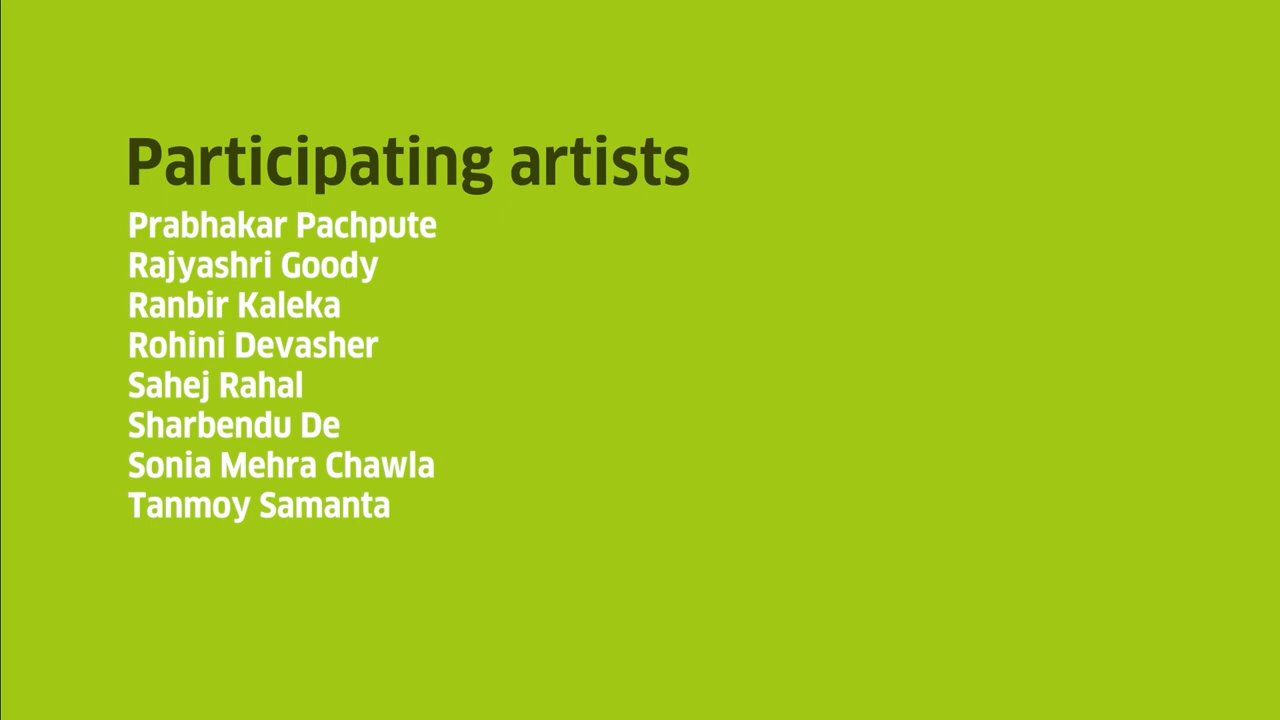 Participating artists
Prabhakar Pachpute
Rajyashri Goody
Ranbir Kaleka
Rohini Devasher
Sahej Rahal
Sharbendu De
Sonia Mehra Chawla
Tanmoy Samanta